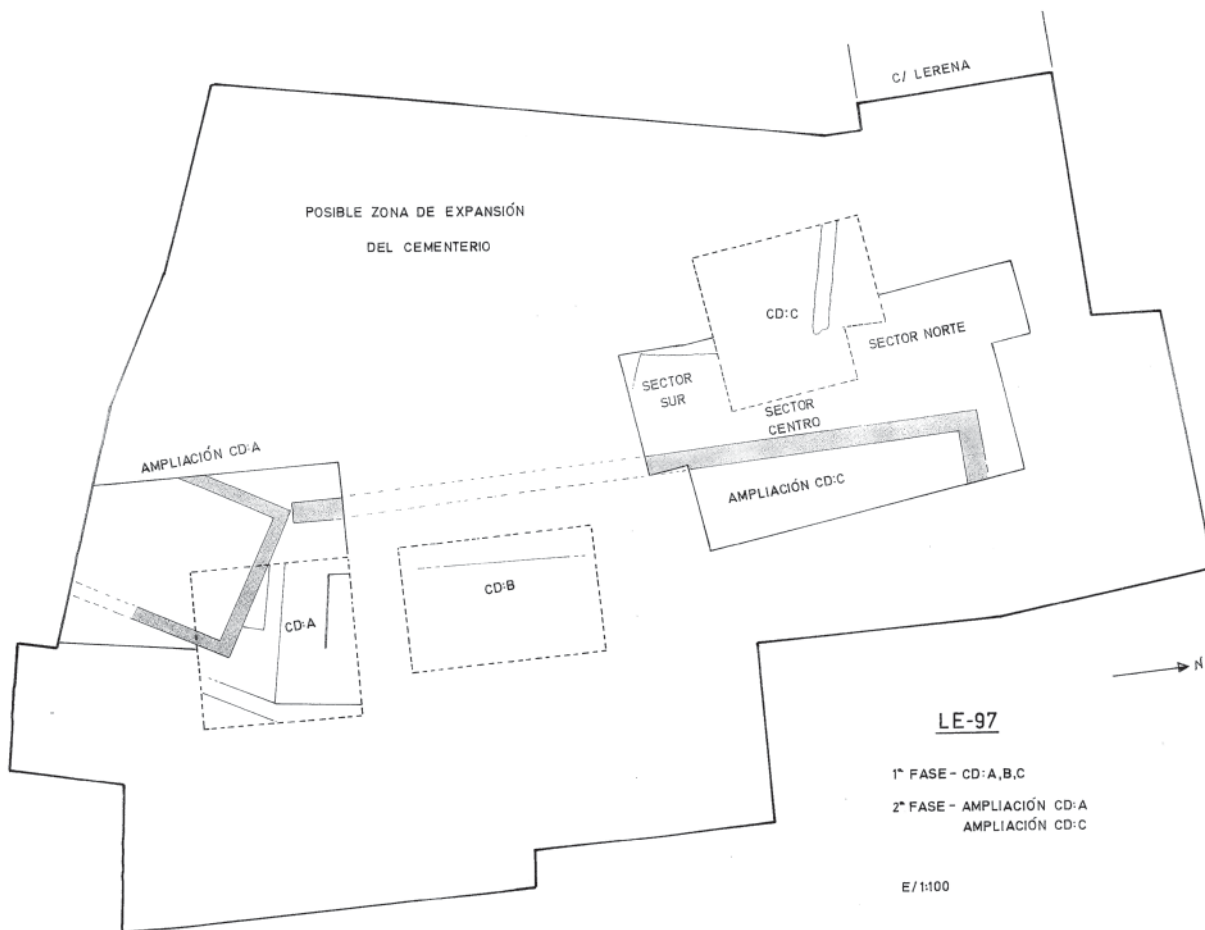 C/ LERENA
POSIBLE ZONA DE EXPANSIÓN
DEL CEMENTERIO
CD:C
SECTOR NORTE
SECTOR
SUR
SECTOR
CENTRO
AMPLIACIÓN CD:A
AMPLIACIÓN CD:C
CD:B
CD:A
N
LE-97
1ª FASE - CD:A,B,C
2ª FASE - AMPLIACIÓN CD:A
AMPLIACIÓN CD:C
E/1:100